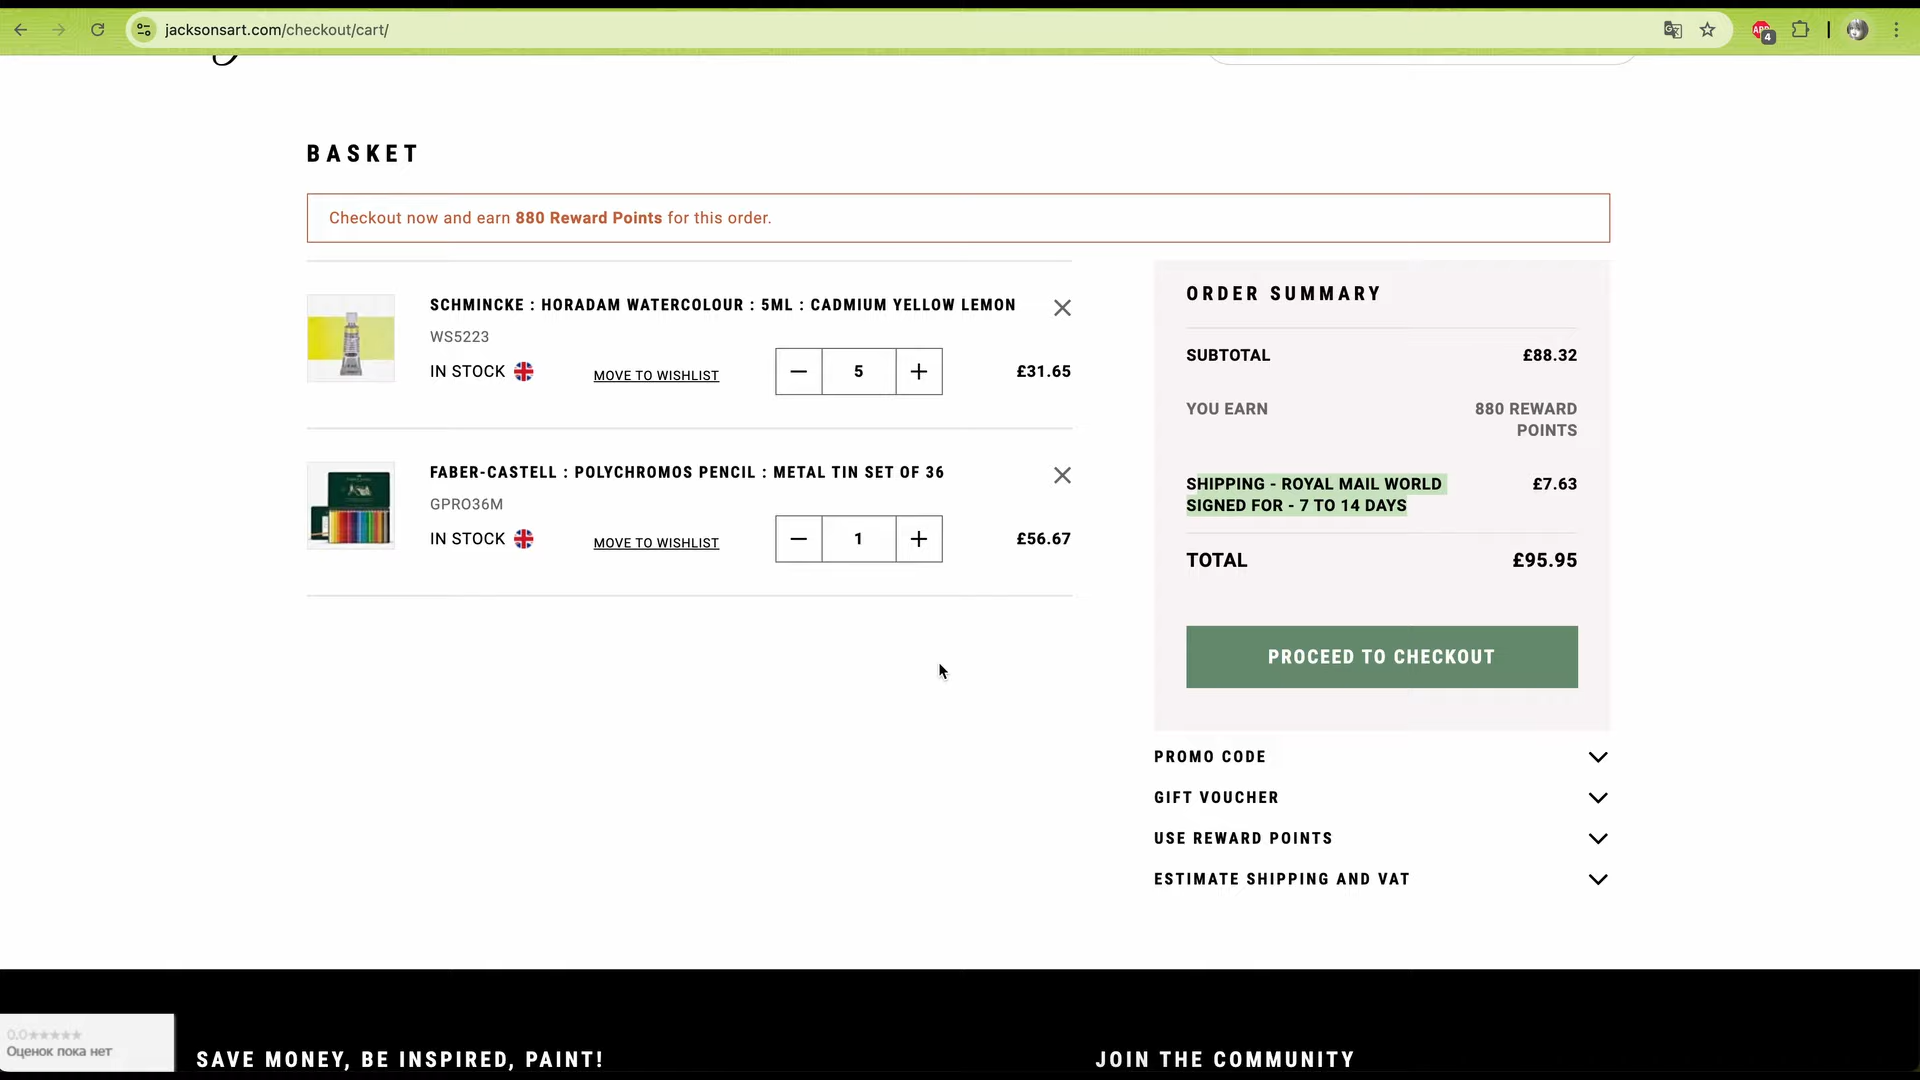 jacksonsart.com/checkout/cart/
4
BASKET
Checkout now and earn 880 Reward Points for this order.
SCHMINCKE : HORADAM WATERCOLOUR : 5ML : CADMIUM YELLOW LEMON
WS5223
IN STOCK
MOVE TO WISHLIST
— 5 +
£31.65
FABER-CASTELL : POLYCHROMOS PENCIL : METAL TIN SET OF 36
GPRO36M
IN STOCK
MOVE TO WISHLIST
— 1 +
£56.67
ORDER SUMMARY
SUBTOTAL £88.32
YOU EARN 880 REWARD
POINTS
SHIPPING - ROYAL MAIL WORLD £7.63
SIGNED FOR - 7 TO 14 DAYS
TOTAL £95.95
PROCEED TO CHECKOUT
PROMO CODE
GIFT VOUCHER
USE REWARD POINTS
ESTIMATE SHIPPING AND VAT
0.0★★★★★
Оценок пока нет
SAVE MONEY, BE INSPIRED, PAINT!
JOIN THE COMMUNITY